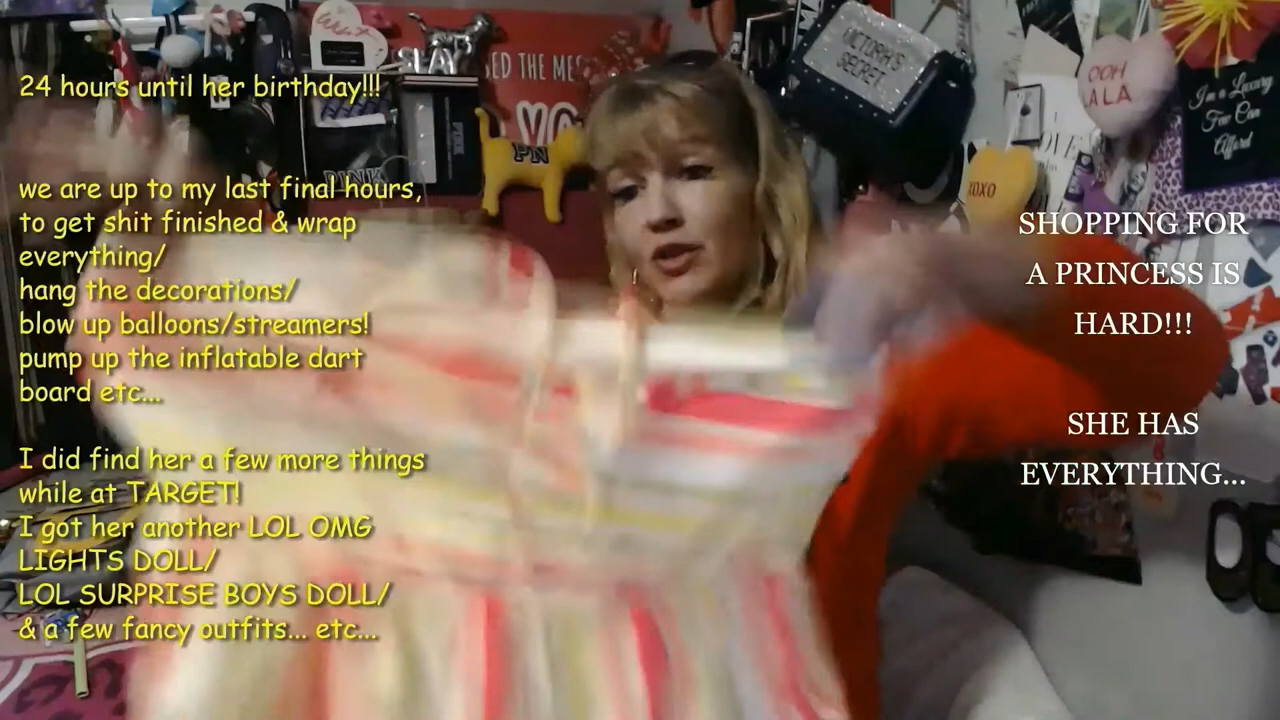 24 hours until her birthday!!!
we are up to my last final hours,
to get shit finished & wrap
everything/
hang the decorations/
blow up balloons/streamers!
pump up the inflatable dart
board etc...
I did find her a few more things
while at TARGET!
I got her another LOL OMG
LIGHTS DOLL/
LOL SURPRISE BOYS DOLL/
& a few fancy outfits... etc...
SLAY
PINK
PINK
VICTORIA'S
SECRET
OOH
LA LA
I'm a Luxury
Few Can
Afford
XOXO
SHOPPING FOR
A PRINCESS IS
HARD!!!
SHE HAS
EVERYTHING...